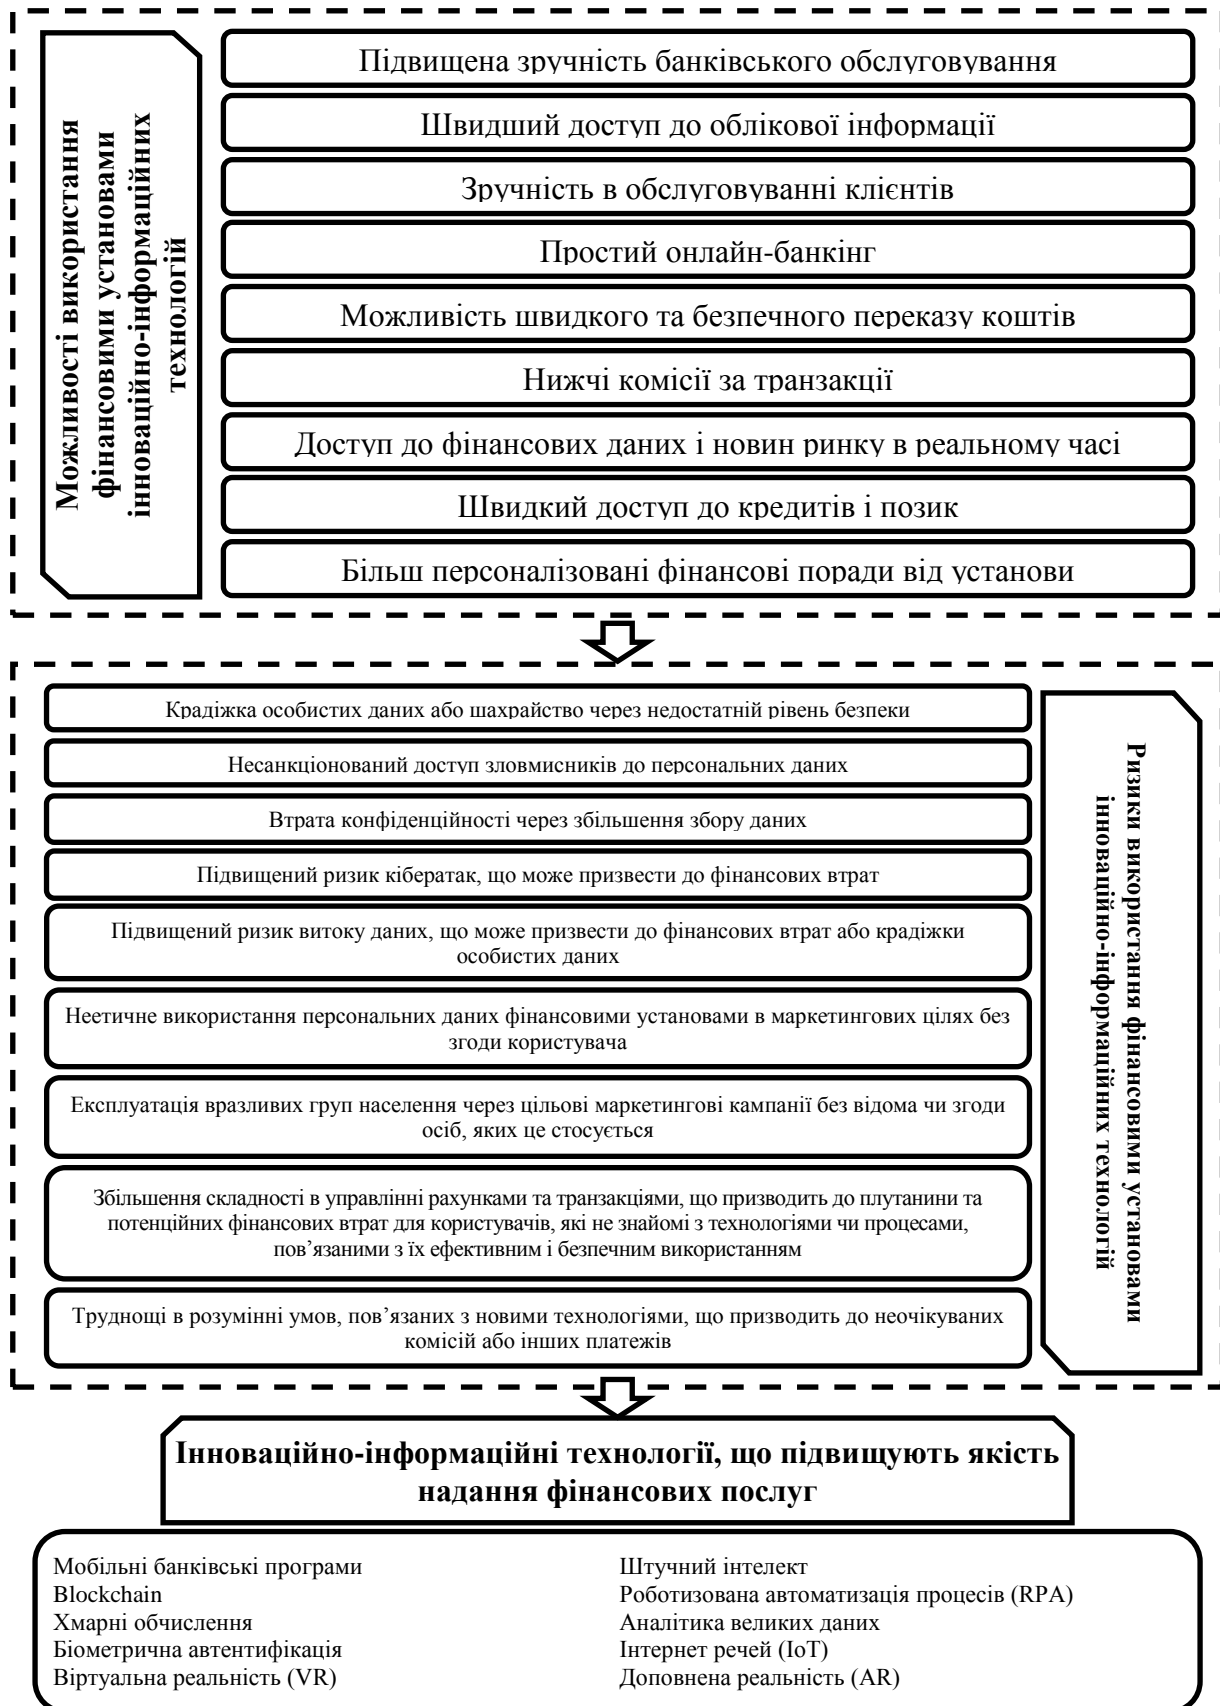 Можливості використання
фінансовими установами
інноваційно-інформаційних
технологій
Підвищена зручність банківського обслуговування
Швидший доступ до облікової інформації
Зручність в обслуговуванні клієнтів
Простий онлайн-банкінг
Можливість швидкого та безпечного переказу коштів
Нижчі комісії за транзакції
Доступ до фінансових даних і новин ринку в реальному часі
Швидкий доступ до кредитів і позик
Більш персоналізовані фінансові поради від установи
Крадіжка особистих даних або шахрайство через недостатній рівень безпеки
Несанкціонований доступ зловмисників до персональних даних
Втрата конфіденційності через збільшення збору даних
Підвищений ризик кібератак, що може призвести до фінансових втрат
Підвищений ризик витоку даних, що може призвести до фінансових втрат або крадіжки
особистих даних
Неетичне використання персональних даних фінансовими установами в маркетингових цілях без
згоди користувача
Експлуатація вразливих груп населення через цільові маркетингові кампанії без відома чи згоди
осіб, яких це стосується
Збільшення складності в управлінні рахунками та транзакціями, що призводить до плутанини та
потенційних фінансових втрат для користувачів, які не знайомі з технологіями чи процесами,
пов’язаними з їх ефективним і безпечним використанням
Труднощі в розумінні умов, пов’язаних з новими технологіями, що призводить до неочікуваних
комісій або інших платежів
Ризики використання фінансовими установами
інноваційно-інформаційних технологій
Інноваційно-інформаційні технології, що підвищують якість
надання фінансових послуг
Мобільні банківські програми
Blockchain
Хмарні обчислення
Біометрична автентифікація
Віртуальна реальність (VR)
Штучний інтелект
Роботизована автоматизація процесів (RPA)
Аналітика великих даних
Інтернет речей (IoT)
Доповнена реальність (AR)